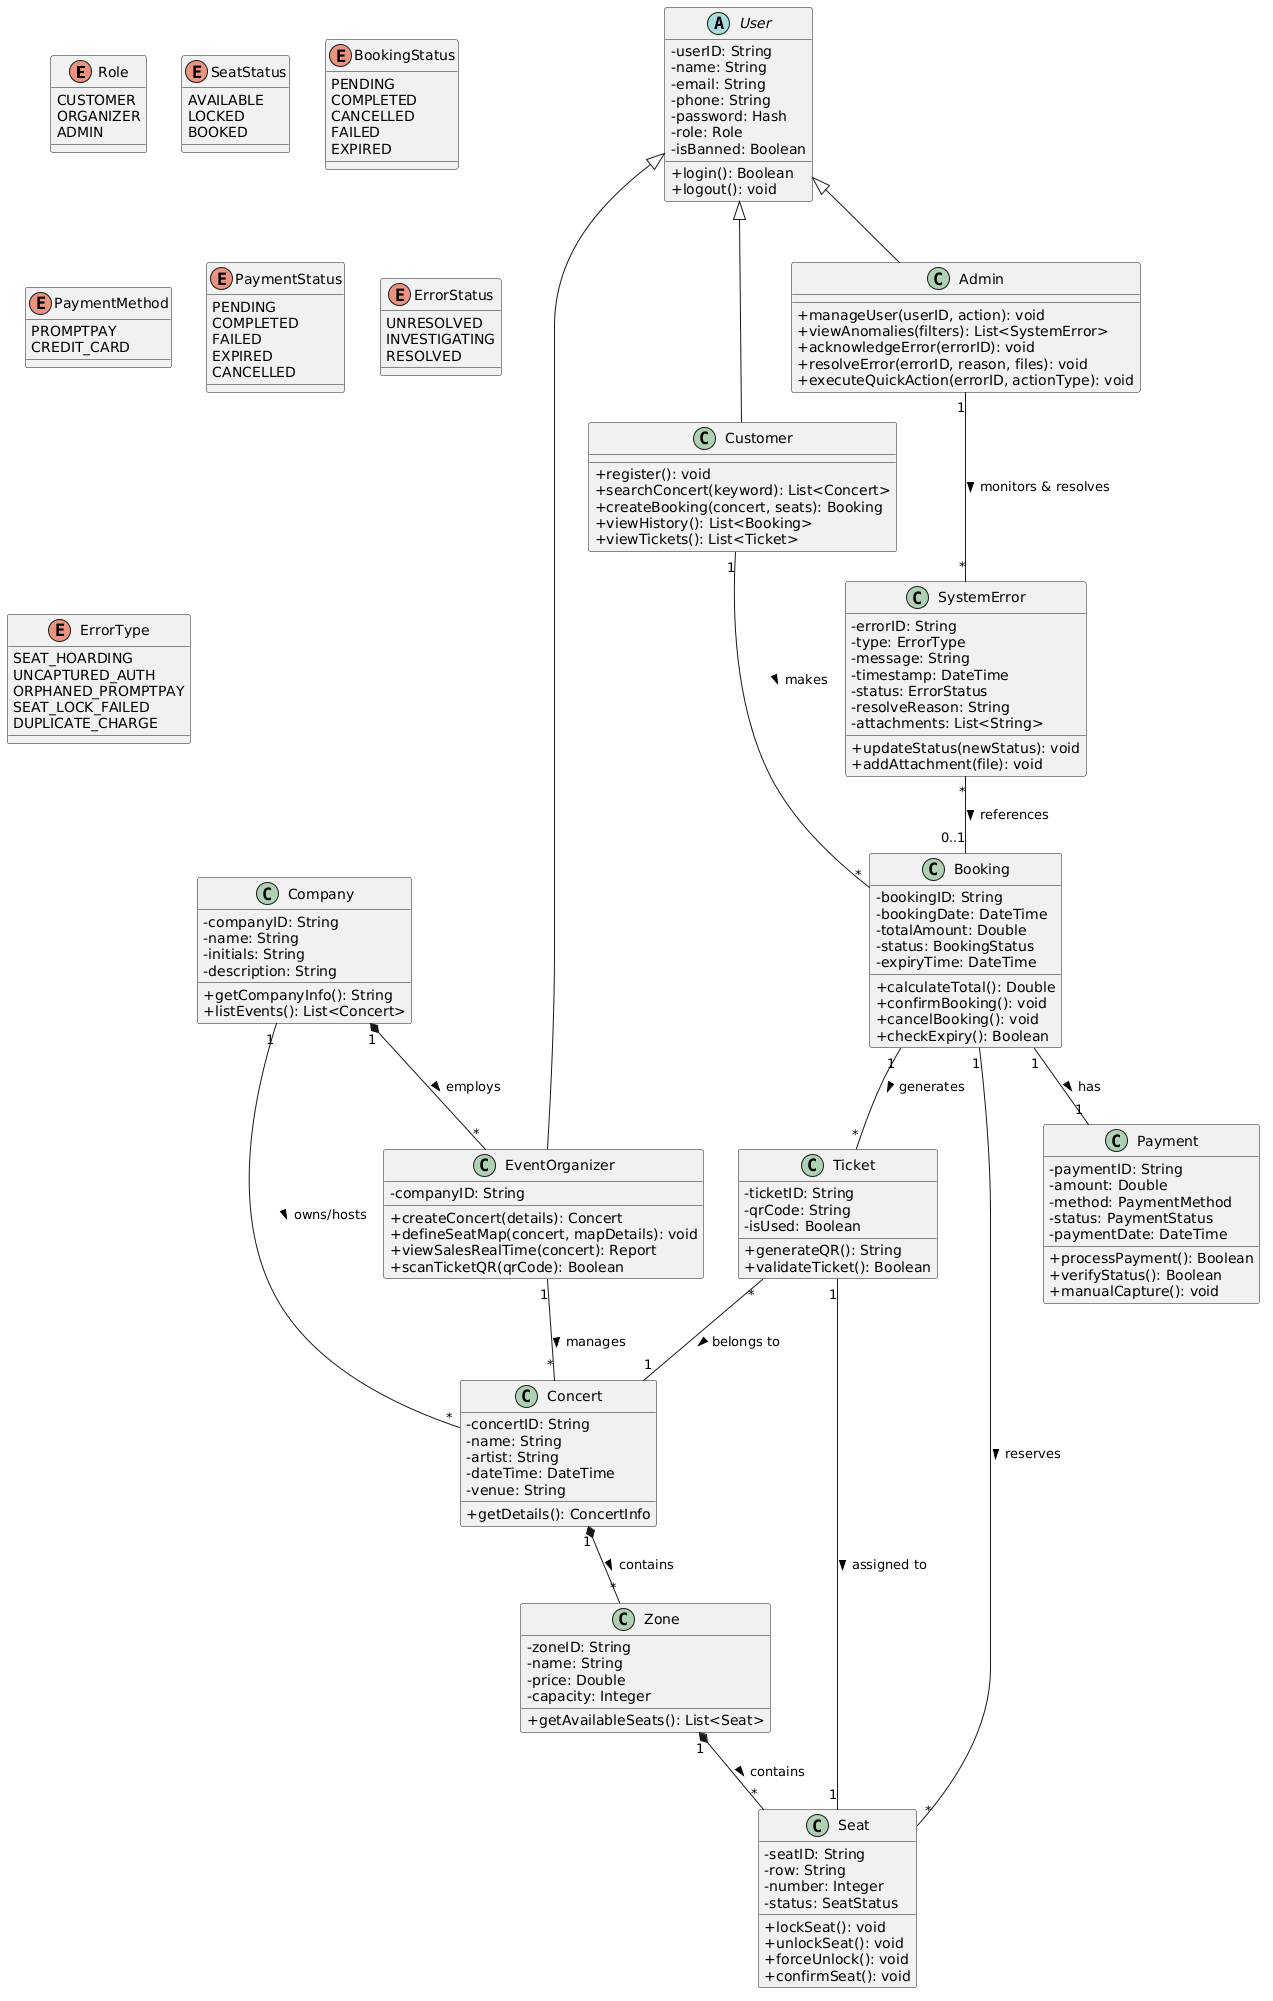 E Role
CUSTOMER
ORGANIZER
ADMIN
E SeatStatus
AVAILABLE
LOCKED
BOOKED
E BookingStatus
PENDING
COMPLETED
CANCELLED
FAILED
EXPIRED
A User
-userID: String
-name: String
-email: String
-phone: String
-password: Hash
-role: Role
-isBanned: Boolean
+login(): Boolean
+logout(): void
E PaymentMethod
PROMPTPAY
CREDIT_CARD
E PaymentStatus
PENDING
COMPLETED
FAILED
EXPIRED
CANCELLED
E ErrorStatus
UNRESOLVED
INVESTIGATING
RESOLVED
C Admin
+manageUser(userID, action): void
+viewAnomalies(filters): List<SystemError>
+acknowledgeError(errorID): void
+resolveError(errorID, reason, files): void
+executeQuickAction(errorID, actionType): void
C Customer
+register(): void
+searchConcert(keyword): List<Concert>
+createBooking(concert, seats): Booking
+viewHistory(): List<Booking>
+viewTickets(): List<Ticket>
1
monitors & resolves
*
E ErrorType
SEAT_HOARDING
UNCAPTURED_AUTH
ORPHANED_PROMPTPAY
SEAT_LOCK_FAILED
DUPLICATE_CHARGE
1
makes
*
C SystemError
-errorID: String
-type: ErrorType
-message: String
-timestamp: DateTime
-status: ErrorStatus
-resolveReason: String
-attachments: List<String>
+updateStatus(newStatus): void
+addAttachment(file): void
*
references
0..1
C Company
-companyID: String
-name: String
-initials: String
-description: String
+getCompanyInfo(): String
+listEvents(): List<Concert>
C Booking
-bookingID: String
-bookingDate: DateTime
-totalAmount: Double
-status: BookingStatus
-expiryTime: DateTime
+calculateTotal(): Double
+confirmBooking(): void
+cancelBooking(): void
+checkExpiry(): Boolean
1
owns/hosts
*
1
employs
*
1
generates
*
1
reserves
*
1
has
1
C EventOrganizer
-companyID: String
+createConcert(details): Concert
+defineSeatMap(concert, mapDetails): void
+viewSalesRealTime(concert): Report
+scanTicketQR(qrCode): Boolean
C Ticket
-ticketID: String
-qrCode: String
-isUsed: Boolean
+generateQR(): String
+validateTicket(): Boolean
C Payment
-paymentID: String
-amount: Double
-method: PaymentMethod
-status: PaymentStatus
-paymentDate: DateTime
+processPayment(): Boolean
+verifyStatus(): Boolean
+manualCapture(): void
1
manages
*
*
belongs to
1
1
assigned to
1
C Concert
-concertID: String
-name: String
-artist: String
-dateTime: DateTime
-venue: String
+getDetails(): ConcertInfo
1
contains
*
C Zone
-zoneID: String
-name: String
-price: Double
-capacity: Integer
+getAvailableSeats(): List<Seat>
1
contains
*
C Seat
-seatID: String
-row: String
-number: Integer
-status: SeatStatus
+lockSeat(): void
+unlockSeat(): void
+forceUnlock(): void
+confirmSeat(): void